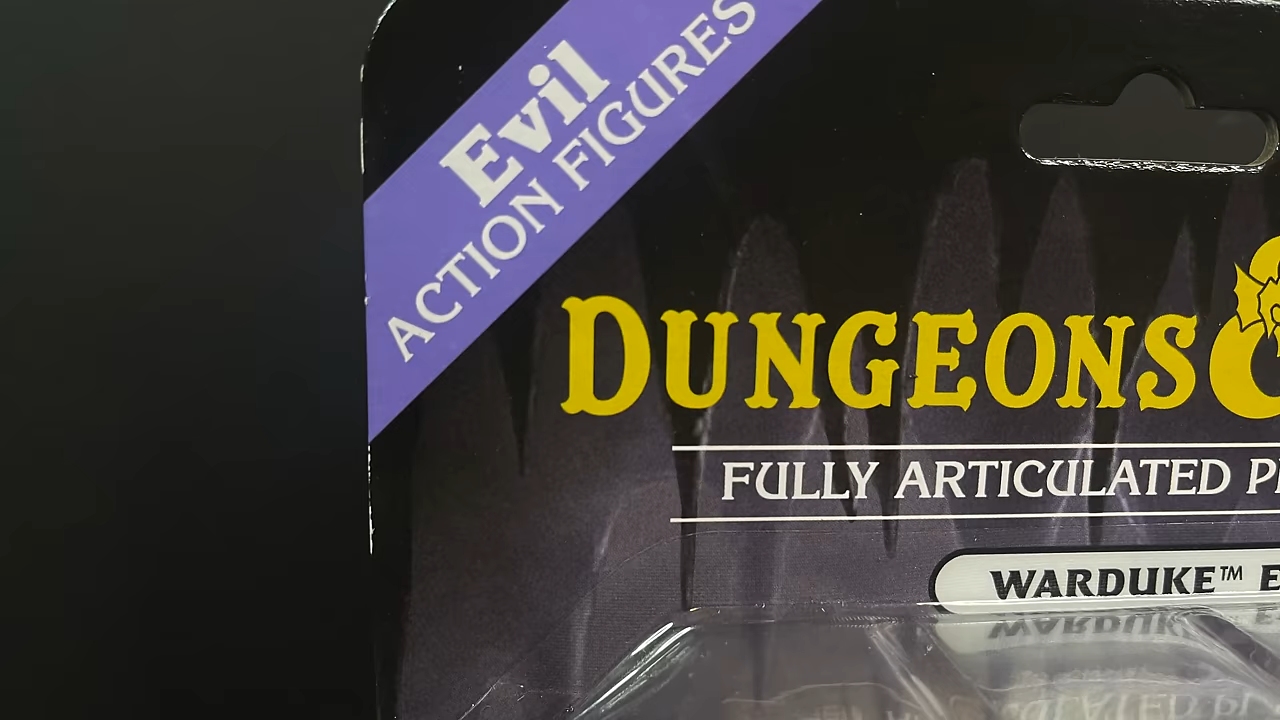 Evil
ACTION FIGURES
DUNGEONS &
FULLY ARTICULATED
WARDUKE™